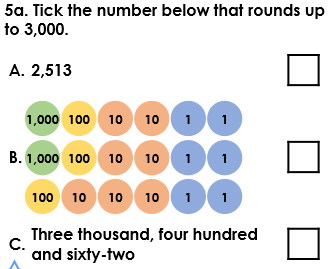 5a. Tick the number below that rounds up
to 3,000.
A. 2,513
1,000 100 10 10 1 1
B. 1,000 100 10 10 1 1
100 10 10 10 1 1
C. Three thousand, four hundred
and sixty-two